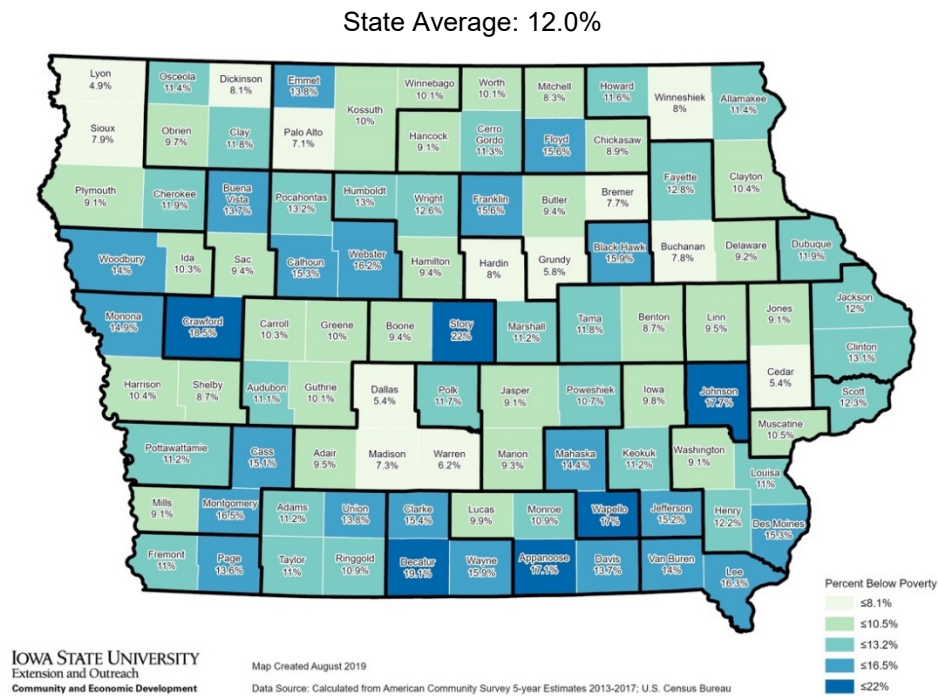 State Average: 12.0%
Lyon
4.9%
Osceola
11.4%
Dickinson
8.1%
Emmet
13.8%
Kossuth
10%
Winnebago
10.1%
Worth
10.1%
Mitchell
8.3%
Howard
11.6%
Winneshiek
8%
Allamakee
11.4%
Sioux
7.9%
Obrien
9.7%
Clay
11.8%
Palo Alto
7.1%
Hancock
9.1%
Cerro
Gordo
11.3%
Floyd
15.6%
Chickasaw
8.9%
Plymouth
9.1%
Cherokee
11.9%
Buena
Vista
13.7%
Pocahontas
13.2%
Humboldt
13%
Wright
12.6%
Franklin
15.6%
Butler
9.4%
Bremer
7.7%
Fayette
12.8%
Clayton
10.4%
Woodbury
14%
Ida
10.3%
Sac
9.4%
Calhoun
15.3%
Webster
16.2%
Hamilton
9.4%
Hardin
8%
Grundy
5.8%
Black Hawk
15.9%
Buchanan
7.8%
Delaware
9.2%
Dubuque
11.9%
Monona
14.9%
Crawford
18.5%
Carroll
10.3%
Greene
10%
Boone
9.4%
Story
22%
Marshall
11.2%
Tama
11.8%
Benton
8.7%
Linn
9.5%
Jones
9.1%
Jackson
12%
Clinton
13.1%
Harrison
10.4%
Shelby
8.7%
Audubon
11.1%
Guthrie
10.1%
Dallas
5.4%
Polk
11.7%
Jasper
9.1%
Poweshiek
10.7%
Iowa
9.8%
Johnson
17.7%
Cedar
5.4%
Scott
12.3%
Muscatine
10.5%
Pottawattamie
11.2%
Cass
15.1%
Adair
9.5%
Madison
7.3%
Warren
6.2%
Marion
9.3%
Mahaska
14.4%
Keokuk
11.2%
Washington
9.1%
Louisa
11%
Mills
9.1%
Montgomery
16.5%
Adams
11.2%
Union
13.8%
Clarke
15.4%
Lucas
9.9%
Monroe
10.9%
Wapello
17%
Jefferson
15.2%
Henry
12.2%
Des Moines
15.3%
Fremont
11%
Page
13.6%
Taylor
11%
Ringgold
10.9%
Decatur
19.1%
Wayne
15.9%
Appanoose
17.1%
Davis
13.7%
Van Buren
14%
Lee
16.3%
Percent Below Poverty
≤8.1%
≤10.5%
≤13.2%
≤16.5%
≤22%
IOWA STATE UNIVERSITY
Extension and Outreach
Community and Economic Development
Map Created August 2019
Data Source: Calculated from American Community Survey 5-year Estimates 2013-2017; U.S. Census Bureau